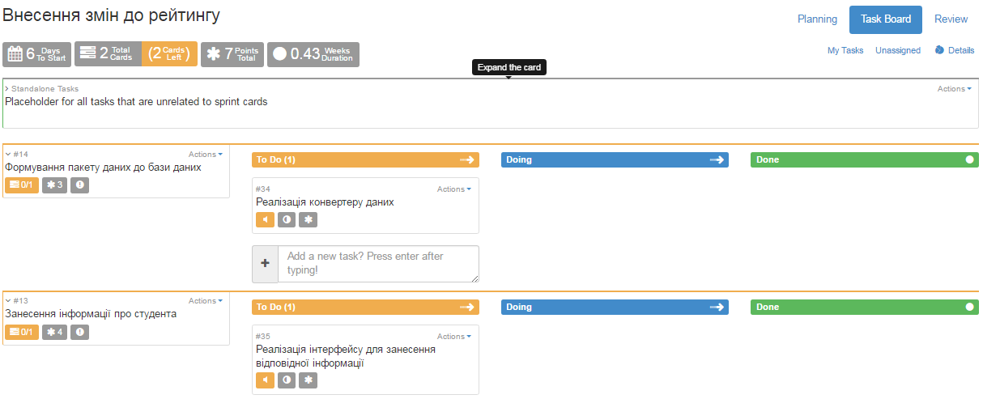 Внесення змін до рейтингу
Planning
Task Board
Review
6 Days To Start
2 Total Cards
(2 Cards Left)
7 Points Total
0.43 Weeks Duration
My Tasks
Unassigned
Details
Expand the card
Standalone Tasks
Actions
Placeholder for all tasks that are unrelated to sprint cards
#14
Actions
Формування пакету даних до бази даних
0/1
3
To Do (1)
Doing
Done
#34
Actions
Реалізація конвертеру даних
Add a new task? Press enter after
typing!
#13
Actions
Занесення інформації про студента
0/1
4
To Do (1)
Doing
Done
#35
Actions
Реалізація інтерфейсу для занесення
відповідної інформації